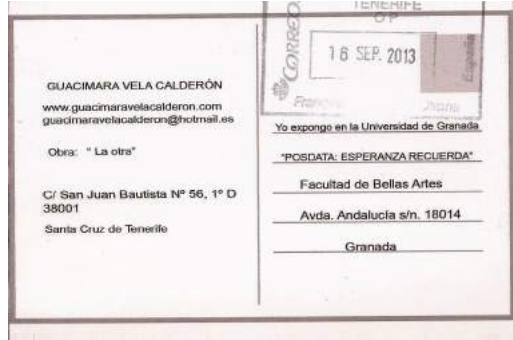 TENERIFE
O P
CORREOS
16 SEP. 2013
España
GUACIMARA VELA CALDERÓN
www.guacimaravelacalderon.com
guacimaravelacalderon@hotmail.es
Obra: " La otra"
C/ San Juan Bautista Nº 56, 1º D
38001
Santa Cruz de Tenerife
Yo expongo en la Universidad de Granada
"POSDATA: ESPERANZA RECUERDA"
Facultad de Bellas Artes
Avda. Andalucía s/n. 18014
Granada